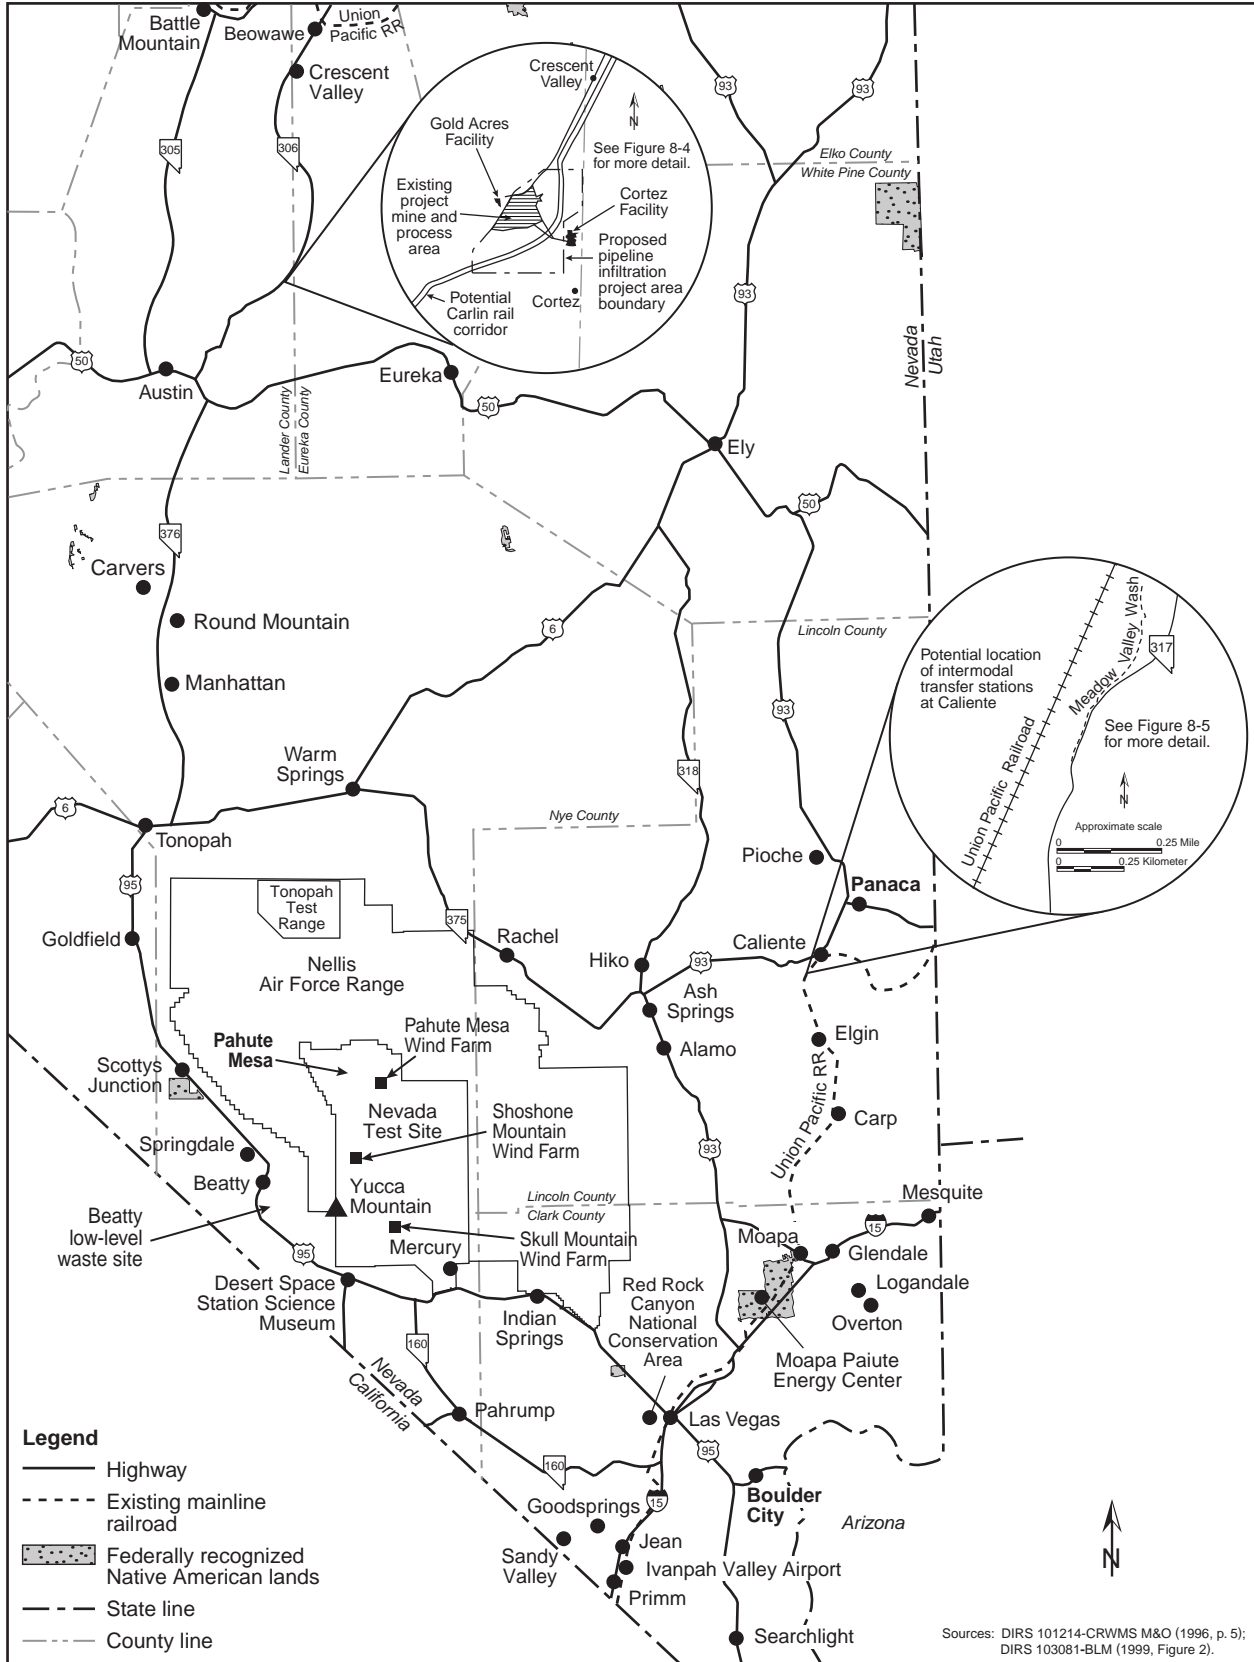 Battle
Mountain
Beowawe
Union
Pacific RR
Crescent
Valley
305
306
93
93
Crescent
Valley
N
Gold Acres
Facility
See Figure 8-4
for more detail.
Existing
project
mine and
process
area
Cortez
Facility
Proposed
pipeline
infiltration
project area
boundary
Potential
Carlin rail
corridor
Cortez
Elko County
White Pine County
93
Nevada
Utah
50
Austin
Eureka
50
Lander County
Eureka County
Ely
50
376
Carvers
Round Mountain
Manhattan
6
Lincoln County
93
Potential location
of intermodal
transfer stations
at Caliente
Union Pacific Railroad
Meadow Valley Wash
317
See Figure 8-5
for more detail.
N
Approximate scale
0
0.25 Mile
0
0.25 Kilometer
Warm
Springs
318
6
Tonopah
Nye County
Pioche
Panaca
95
Tonopah
Test
Range
375
Goldfield
Rachel
Nellis
Air Force Range
Hiko
93
Caliente
Ash
Springs
Pahute
Mesa
Pahute Mesa
Wind Farm
Alamo
Elgin
Scottys
Junction
Nevada
Test Site
Shoshone
Mountain
Wind Farm
Union Pacific RR
Carp
Springdale
93
Beatty
Yucca
Mountain
Lincoln County
Clark County
Mesquite
Beatty
low-level
waste site
15
95
Mercury
Skull Mountain
Wind Farm
Moapa
Glendale
Desert Space
Station Science
Museum
Indian
Springs
Red Rock
Canyon
National
Conservation
Area
Logandale
Overton
160
Moapa Paiute
Energy Center
Nevada
California
Pahrump
Las Vegas
95
160
15
Boulder
City
Goodsprings
Arizona
Jean
Sandy
Valley
Ivanpah Valley Airport
Primm
Searchlight
N
Legend
Highway
Existing mainline
railroad
Federally recognized
Native American lands
State line
County line
Sources: DIRS 101214-CRWMS M&O (1996, p. 5);
DIRS 103081-BLM (1999, Figure 2).